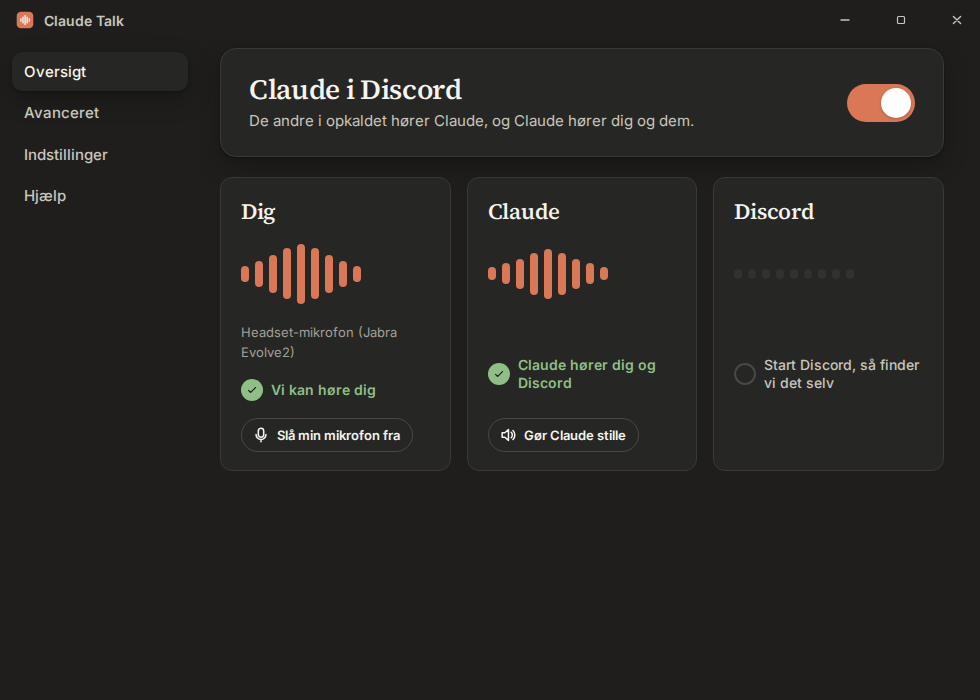 Claude Talk
Oversigt
Avanceret
Indstillinger
Hjælp
Claude i Discord
De andre i opkaldet hører Claude, og Claude hører dig og dem.
Dig
Headset-mikrofon (Jabra
Evolve2)
Vi kan høre dig
Slå min mikrofon fra
Claude
Claude hører dig og
Discord
Gør Claude stille
Discord
Start Discord, så finder
vi det selv